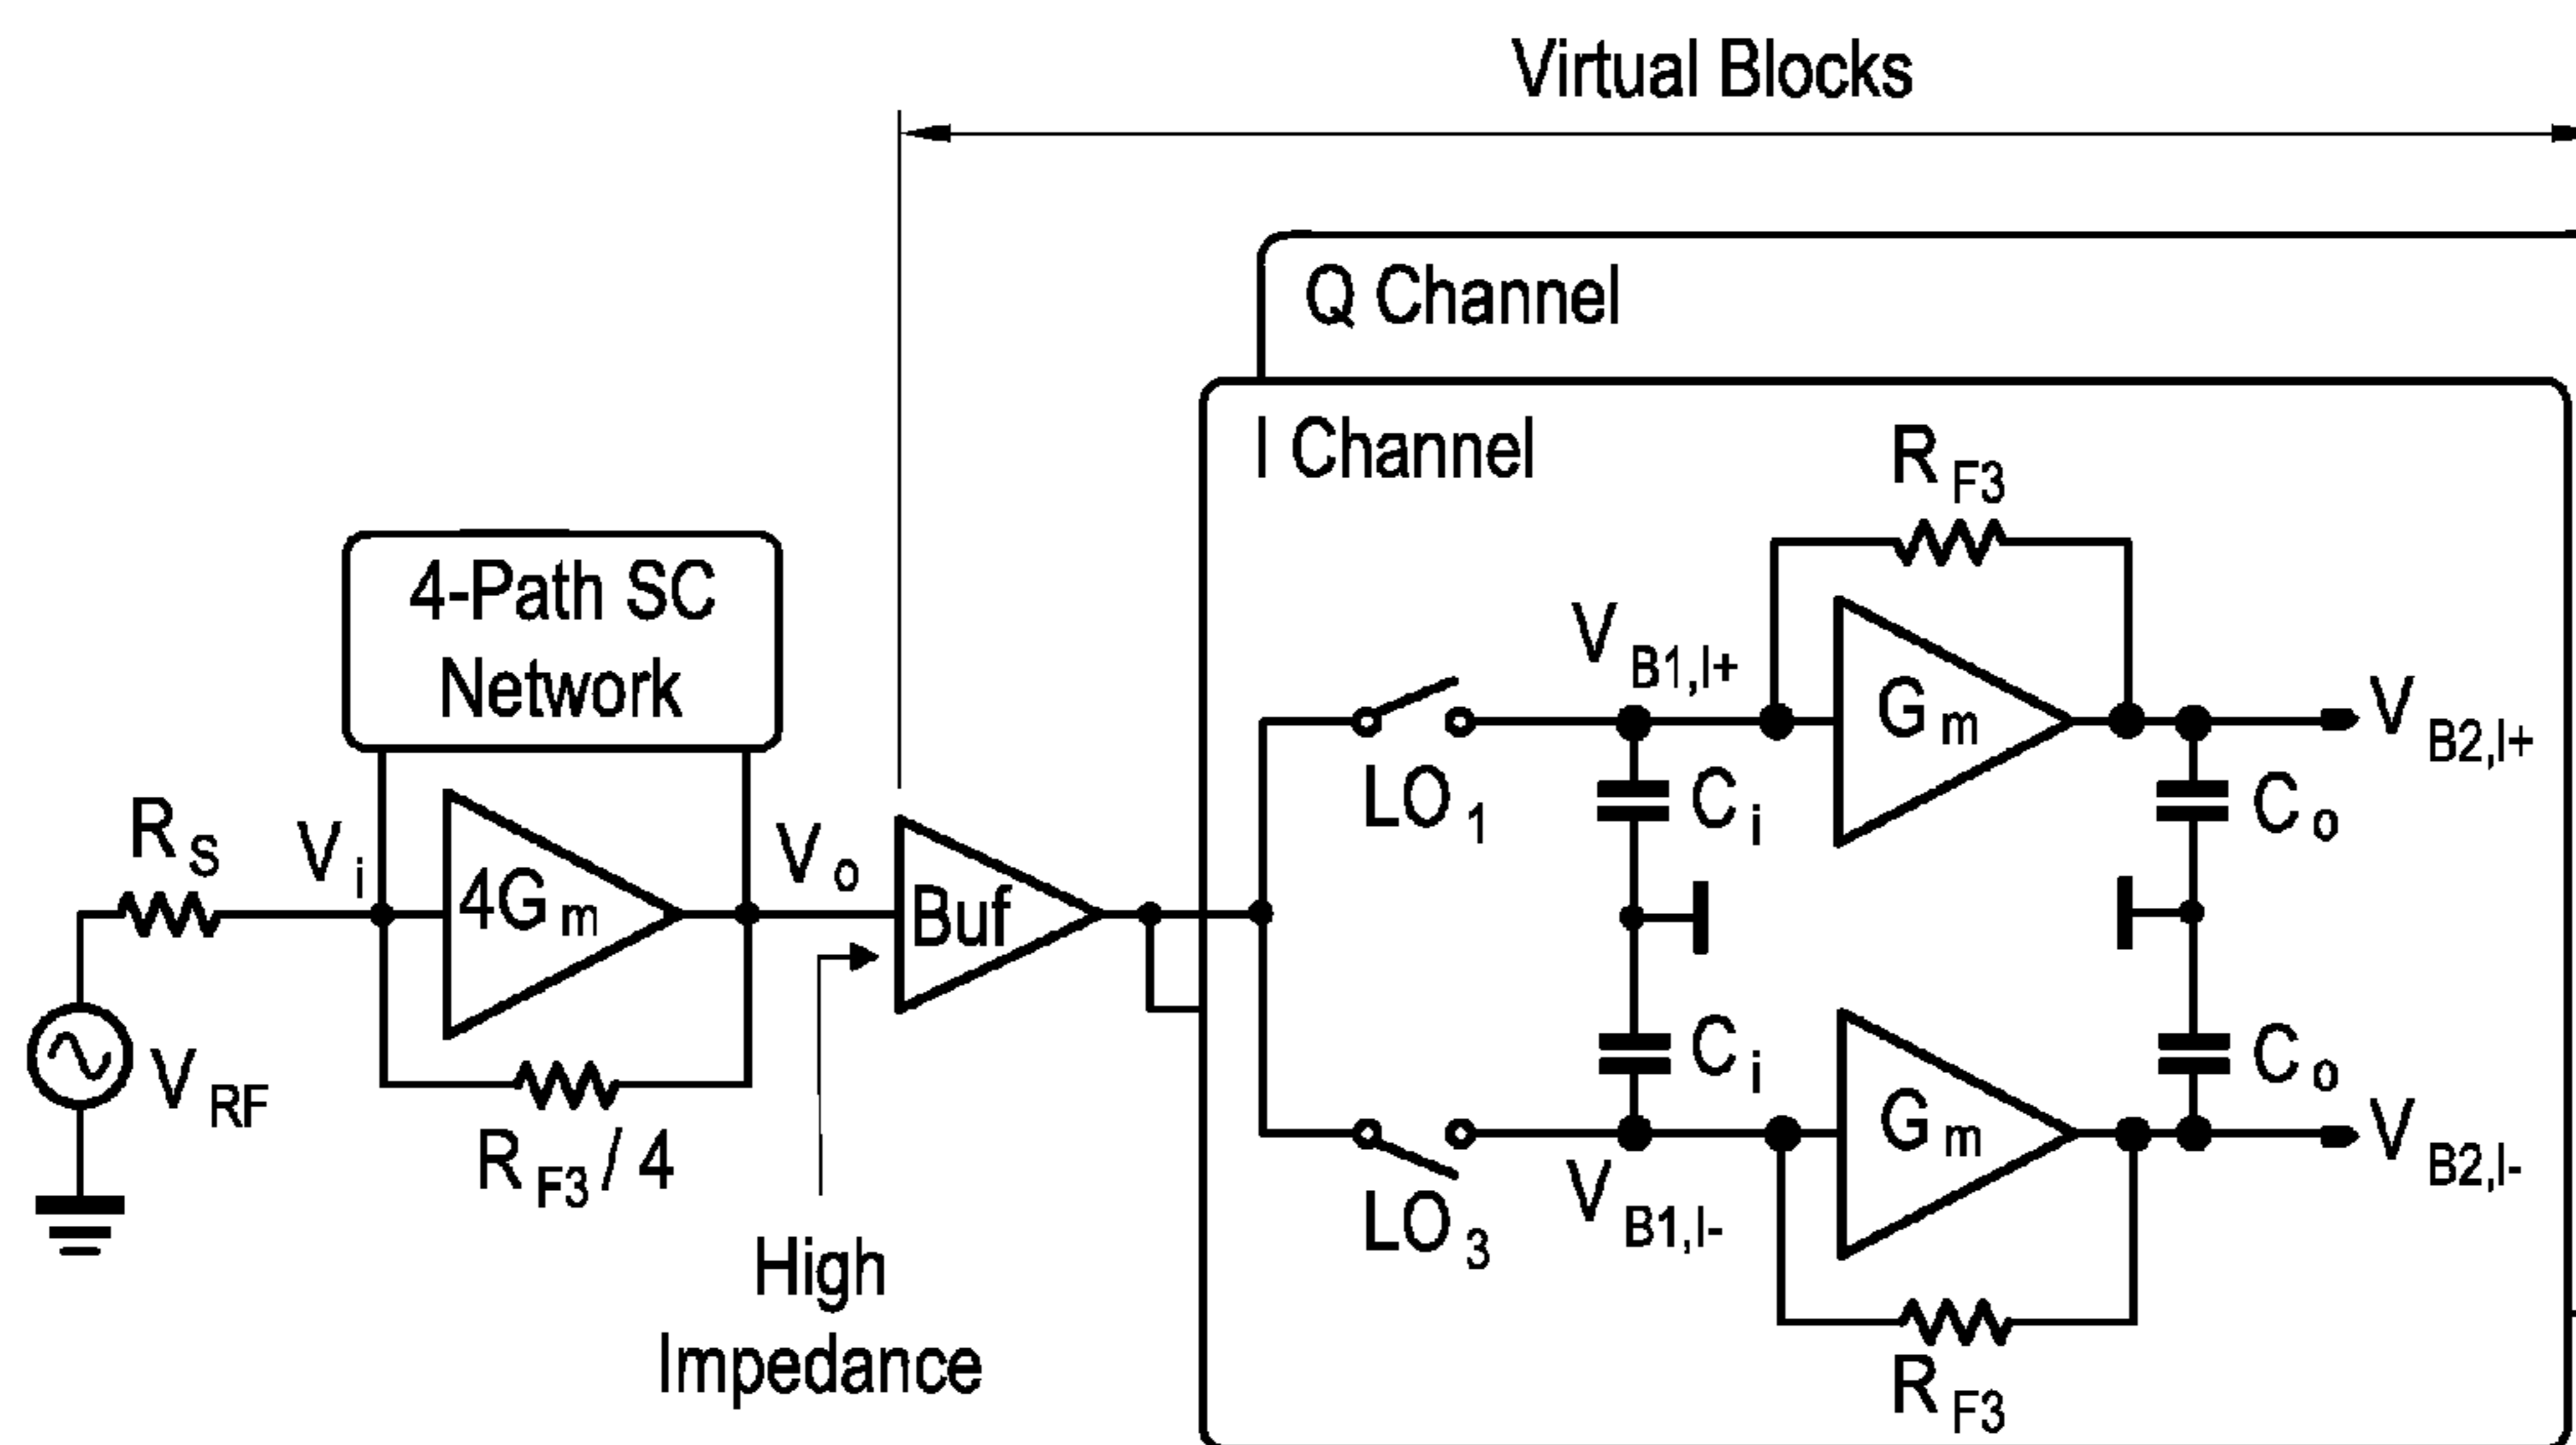 Virtual Blocks
Q Channel
I Channel
R F3
4-Path SC
Network
V B1,I+
G m
V B2,I+
LO 1
C i
C o
R S
V i
4G m
V o
Buf
V RF
R F3 / 4
High
Impedance
C i
C o
G m
V B2,I-
LO 3
V B1,I-
R F3